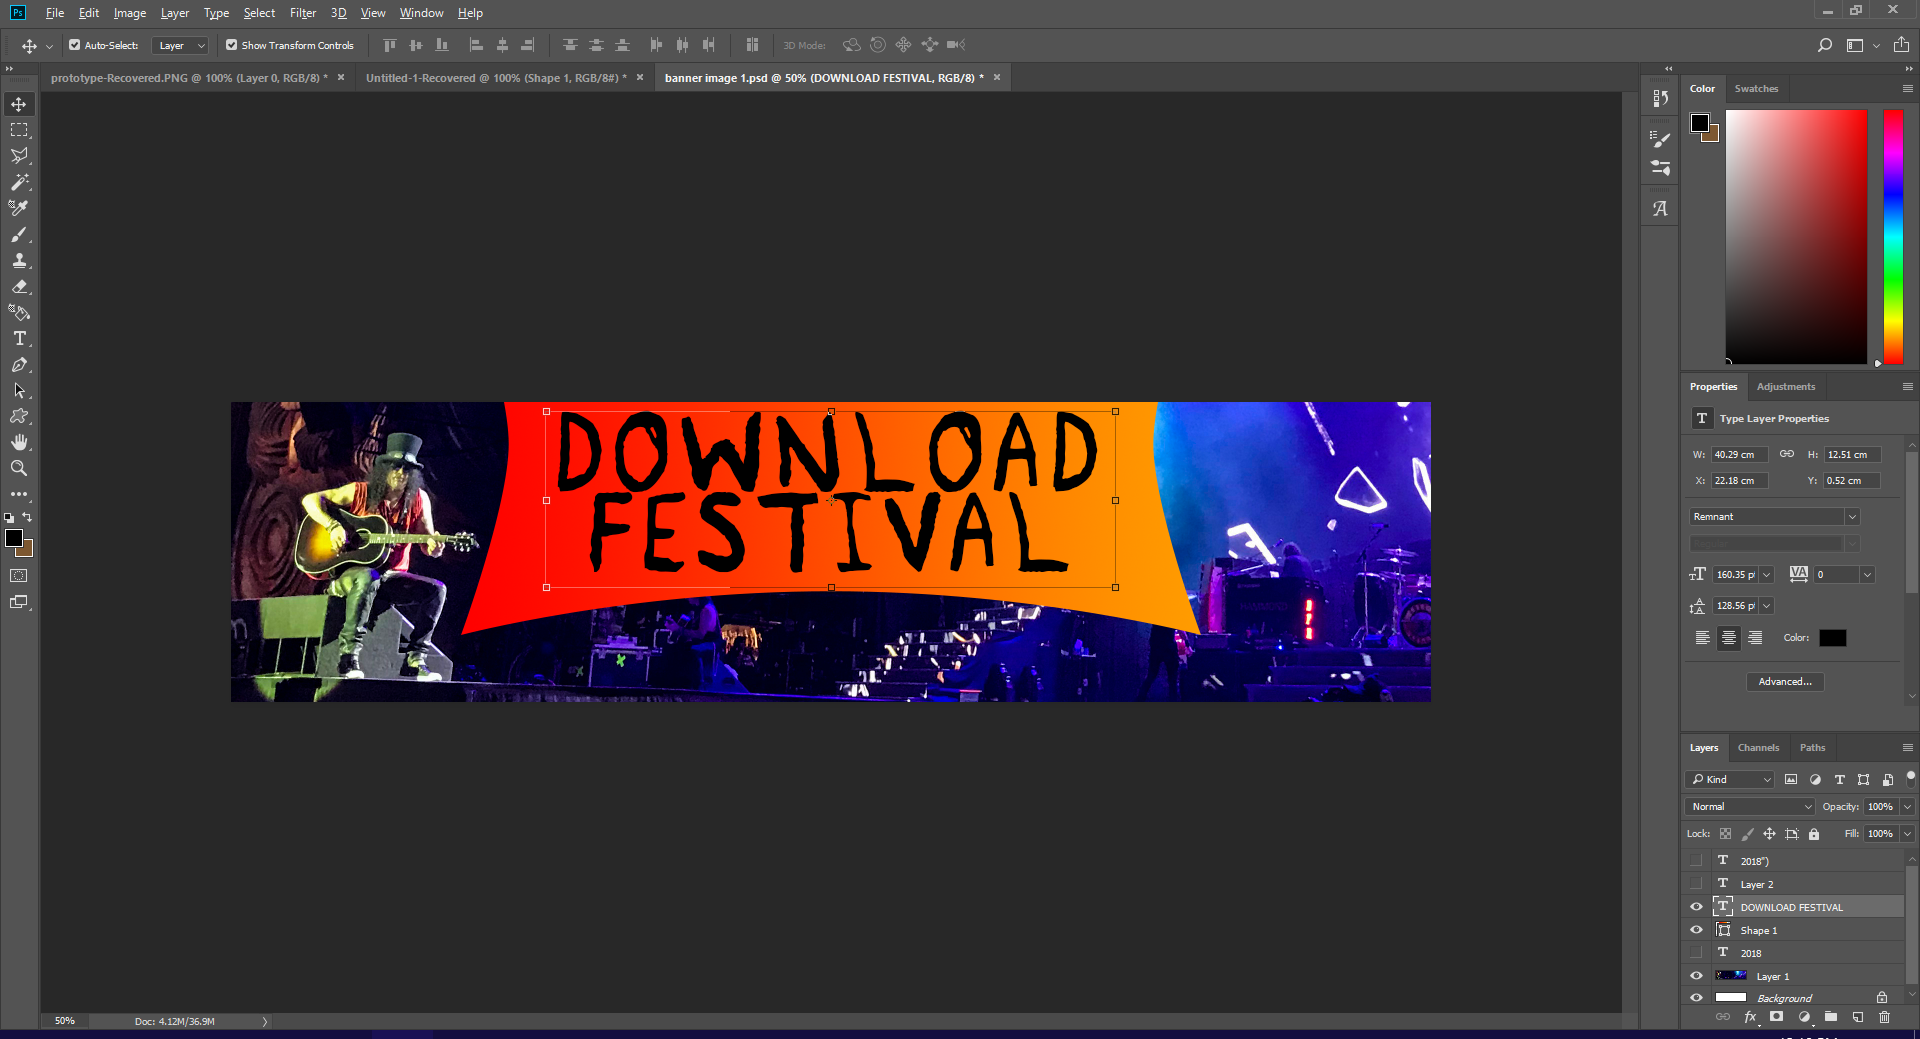 Ps File Edit Image Layer Type Select Filter 3D View Window Help
Auto-Select: Layer Show Transform Controls 3D Mode:
prototype-Recovered.PNG @ 100% (Layer 0, RGB/8) * Untitled-1-Recovered @ 100% (Shape 1, RGB/8#) * banner image 1.psd @ 50% (DOWNLOAD FESTIVAL, RGB/8) *
Color Swatches
DOWNLOAD
FESTIVAL
Properties Adjustments
T Type Layer Properties
W: 40.29 cm H: 12.51 cm
X: 22.18 cm Y: 0.52 cm
Remnant
160.35 pt VA 0
128.56 pt
Color:
Advanced...
Layers Channels Paths
Kind
Normal Opacity: 100%
Lock: Fill: 100%
T 2018")
T Layer 2
T DOWNLOAD FESTIVAL
Shape 1
T 2018
Layer 1
Background
fx
50% Doc: 4.12M/36.9M